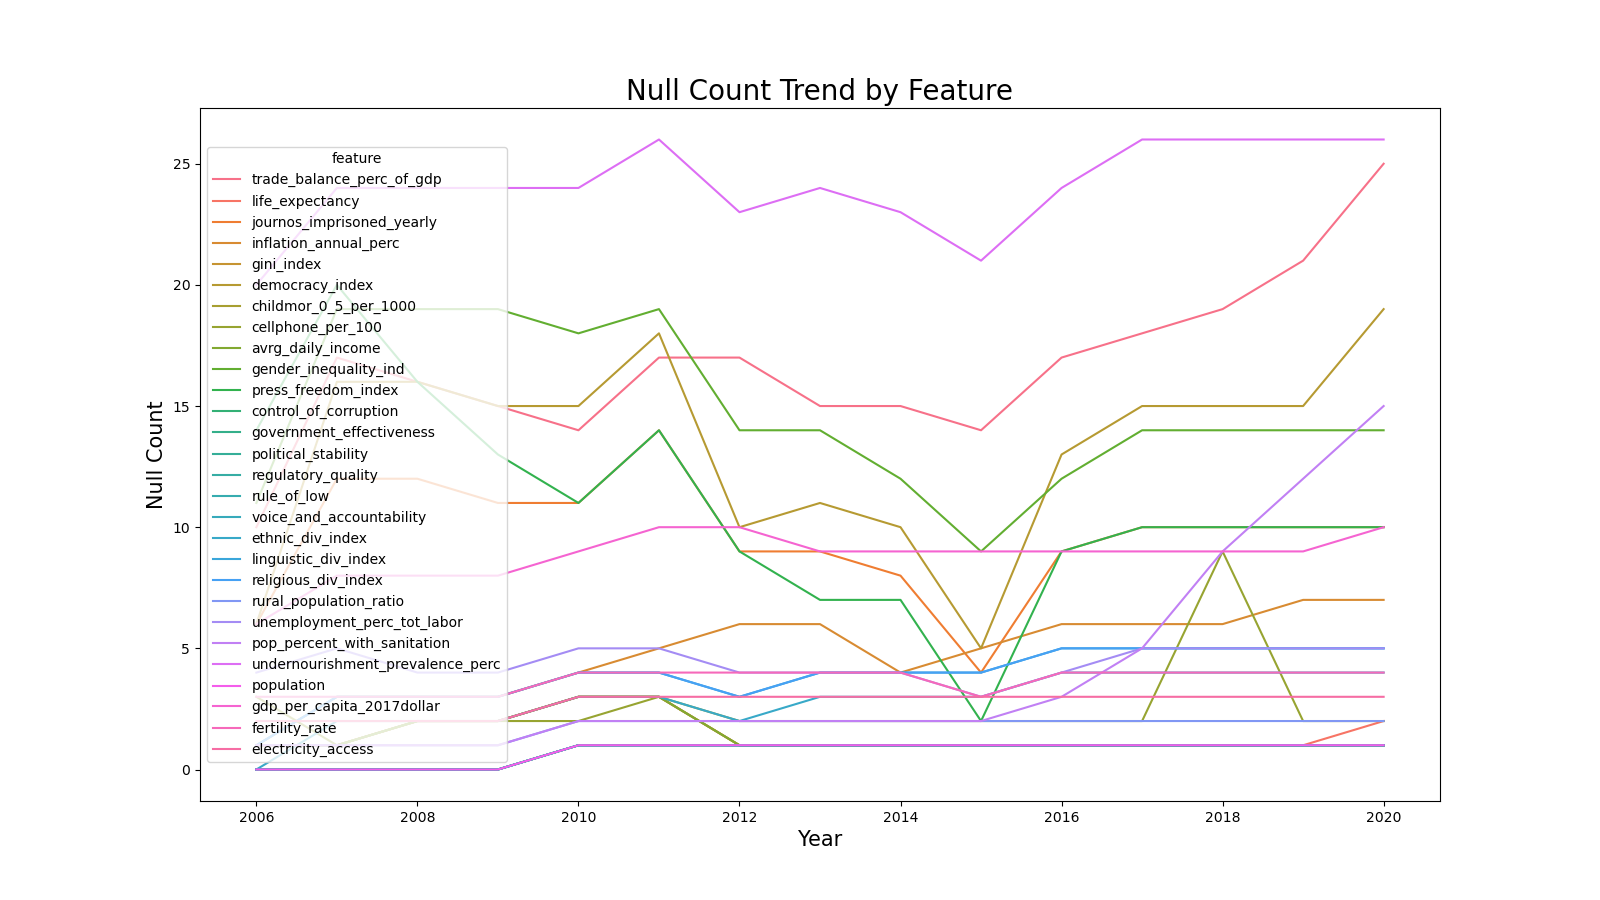 Null Count Trend by Feature
Null Count
25
20
15
10
5
0
feature
trade_balance_perc_of_gdp
life_expectancy
journos_imprisoned_yearly
inflation_annual_perc
gini_index
democracy_index
childmor_0_5_per_1000
cellphone_per_100
avrg_daily_income
gender_inequality_ind
press_freedom_index
control_of_corruption
government_effectiveness
political_stability
regulatory_quality
rule_of_low
voice_and_accountability
ethnic_div_index
linguistic_div_index
religious_div_index
rural_population_ratio
unemployment_perc_tot_labor
pop_percent_with_sanitation
undernourishment_prevalence_perc
population
gdp_per_capita_2017dollar
fertility_rate
electricity_access
2006 2008 2010 2012 2014 2016 2018 2020
Year